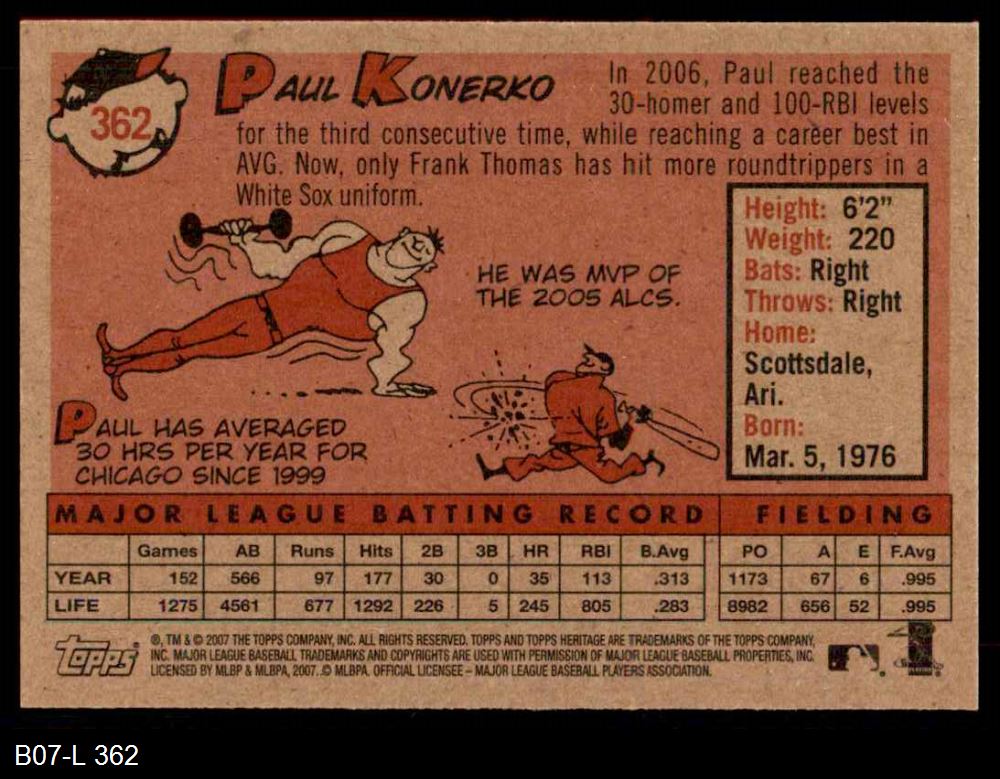 362
PAUL KONERKO
In 2006, Paul reached the
30-homer and 100-RBI levels
for the third consecutive time, while reaching a career best in
AVG. Now, only Frank Thomas has hit more roundtrippers in a
White Sox uniform.
HE WAS MVP OF
THE 2005 ALCS.
PAUL HAS AVERAGED
30 HRS PER YEAR FOR
CHICAGO SINCE 1999
Height: 6'2"
Weight: 220
Bats: Right
Throws: Right
Home:
Scottsdale,
Ari.
Born:
Mar. 5, 1976
MAJOR LEAGUE BATTING RECORD FIELDING
Games AB Runs Hits 2B 3B HR RBI B.Avg PO A E F.Avg
YEAR 152 566 97 177 30 0 35 113 .313 1173 67 6 .995
LIFE 1275 4561 677 1292 226 5 245 805 .283 8982 656 52 .995
Topps
®, TM & © 2007 THE TOPPS COMPANY, INC. ALL RIGHTS RESERVED. TOPPS AND TOPPS HERITAGE ARE TRADEMARKS OF THE TOPPS COMPANY,
INC. MAJOR LEAGUE BASEBALL TRADEMARKS AND COPYRIGHTS ARE USED WITH PERMISSION OF MAJOR LEAGUE BASEBALL PROPERTIES, INC.
LICENSED BY MLBP & MLBPA, 2007. © MLBPA. OFFICIAL LICENSEE – MAJOR LEAGUE BASEBALL PLAYERS ASSOCIATION.
B07-L 362